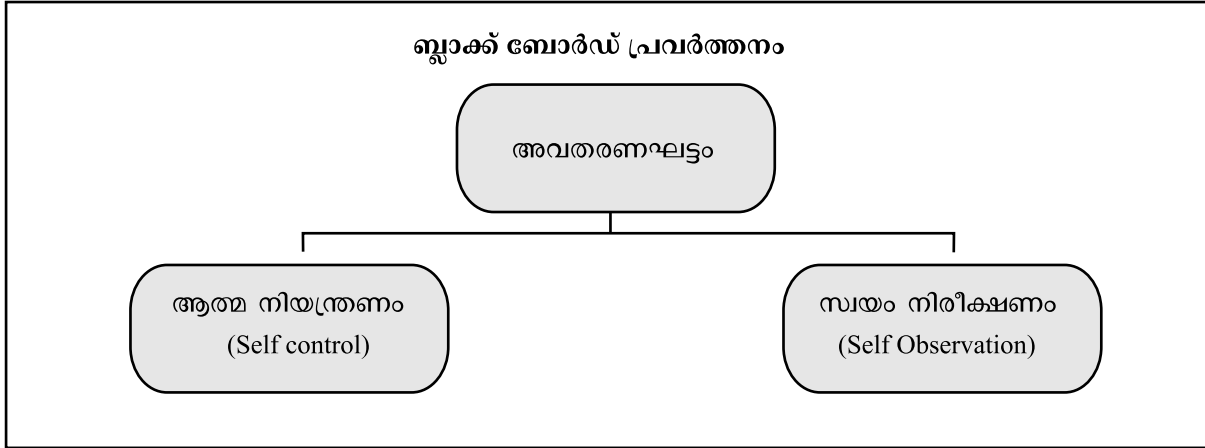 ബ്ലാക്ക് ബോർഡ് പ്രവർത്തനം
അവതരണഘട്ടം
ആത്മ നിയന്ത്രണം
(Self control)
സ്വയം നിരീക്ഷണം
(Self Observation)